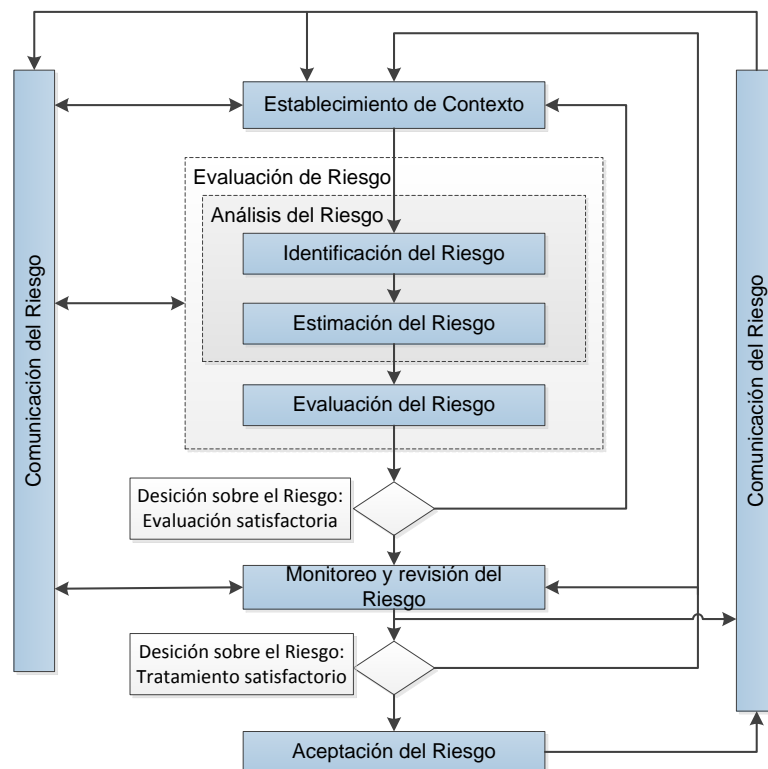 Establecimiento de Contexto
Evaluación de Riesgo
Análisis del Riesgo
Identificación del Riesgo
Estimación del Riesgo
Evaluación del Riesgo
Desición sobre el Riesgo:
Evaluación satisfactoria
Monitoreo y revisión del
Riesgo
Desición sobre el Riesgo:
Tratamiento satisfactorio
Aceptación del Riesgo
Comunicación del Riesgo
Comunicación del Riesgo